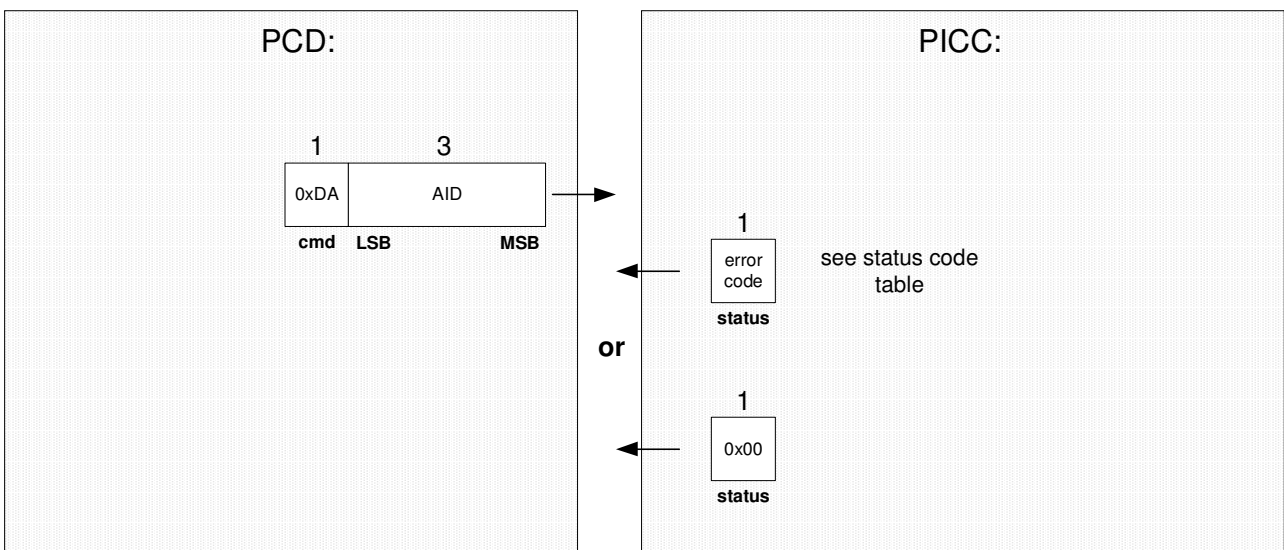 PCD:
PICC:
1 3
0xDA AID
cmd LSB MSB
1
error
code
see status code
table
status
or
1
0x00
status